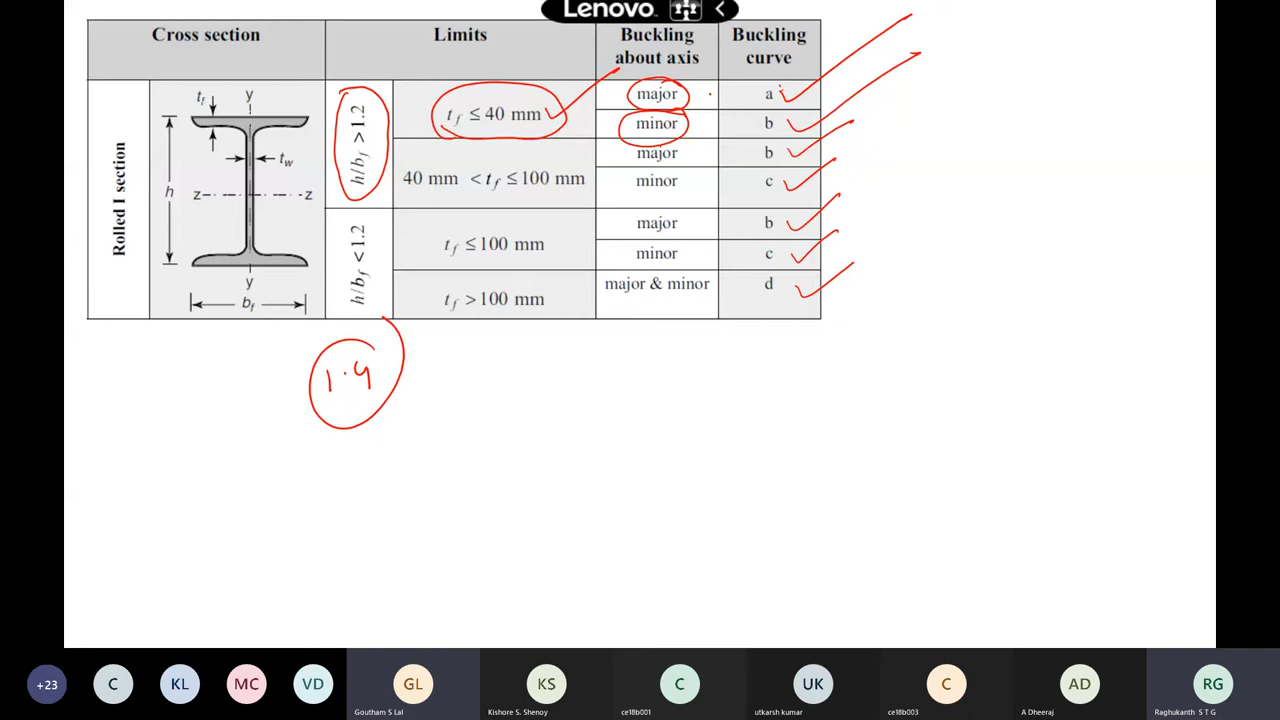 Lenovo
Cross section Limits Buckling about axis Buckling curve
Rolled I section
t_f y
t_w
h
z z
y
b_f
h/b_f > 1.2
t_f ≤ 40 mm major a
minor b
40 mm < t_f ≤ 100 mm major b
minor c
h/b_f < 1.2
t_f ≤ 100 mm major b
minor c
t_f > 100 mm major & minor d
+23 C KL MC VD GL KS C UK C AD RG
Goutham S Lal Kishore S. Shenoy ce18b001 utkarsh kumar ce18b003 A Dheeraj Raghukanth S T G